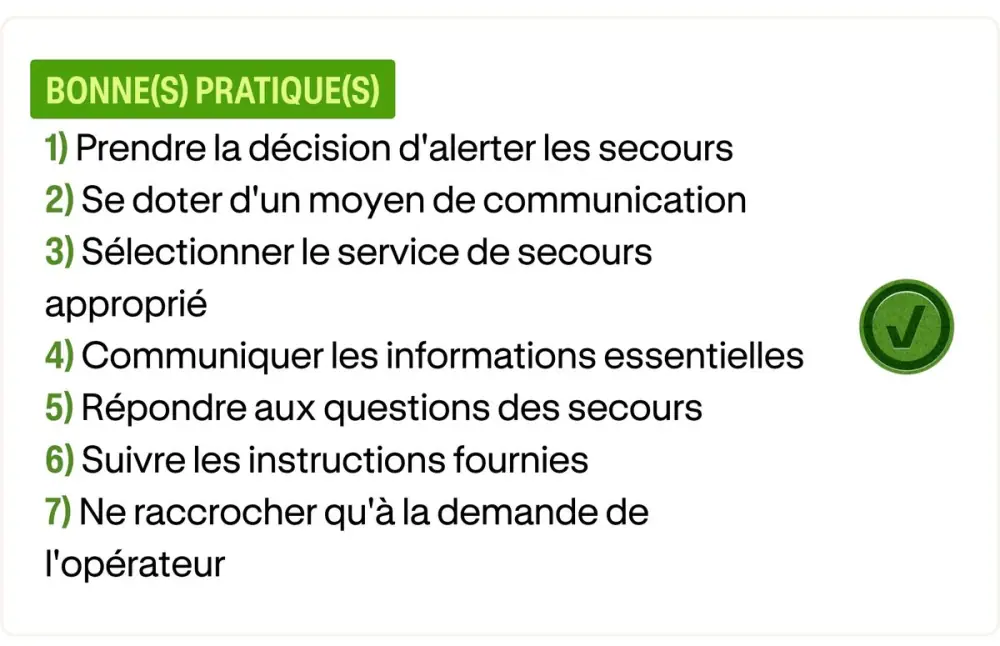 BONNE(S) PRATIQUE(S)
1) Prendre la décision d'alerter les secours
2) Se doter d'un moyen de communication
3) Sélectionner le service de secours
approprié
4) Communiquer les informations essentielles
5) Répondre aux questions des secours
6) Suivre les instructions fournies
7) Ne raccrocher qu'à la demande de
l'opérateur